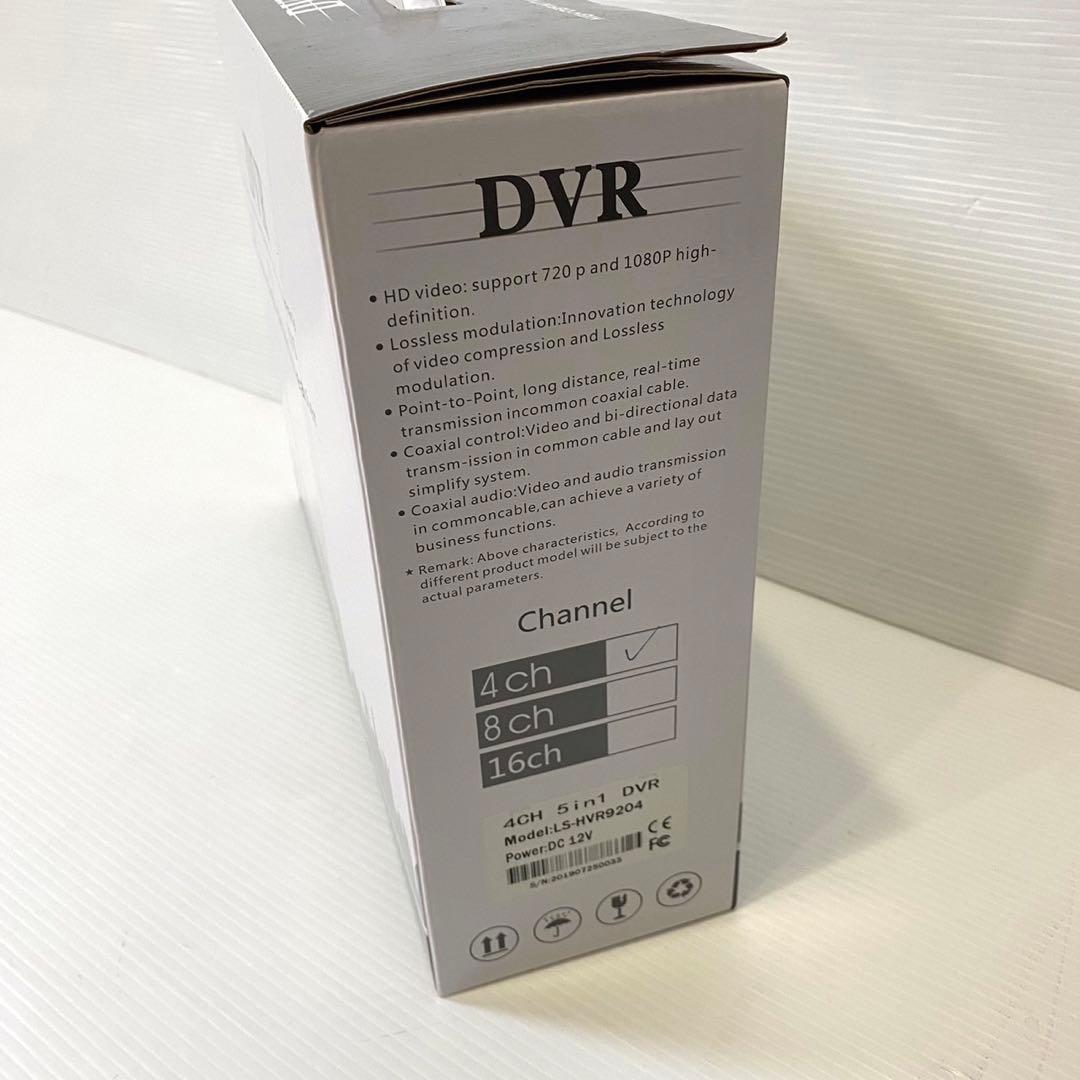 DVR
• HD video: support 720 p and 1080P high-
definition.
• Lossless modulation:Innovation technology
of video compression and Lossless
modulation.
• Point-to-Point, long distance, real-time
transmission incommon coaxial cable.
• Coaxial control:Video and bi-directional data
transm-ission in common cable and lay out
simplify system.
• Coaxial audio:Video and audio transmission
in commoncable,can achieve a variety of
business functions.
★ Remark: Above characteristics, According to
different product model will be subject to the
actual parameters.
Channel
4ch ✓
8ch
16ch
4CH 5in1 DVR
Model:LS-HVR9204
Power:DC 12V CE
FC
S/N:201907250033